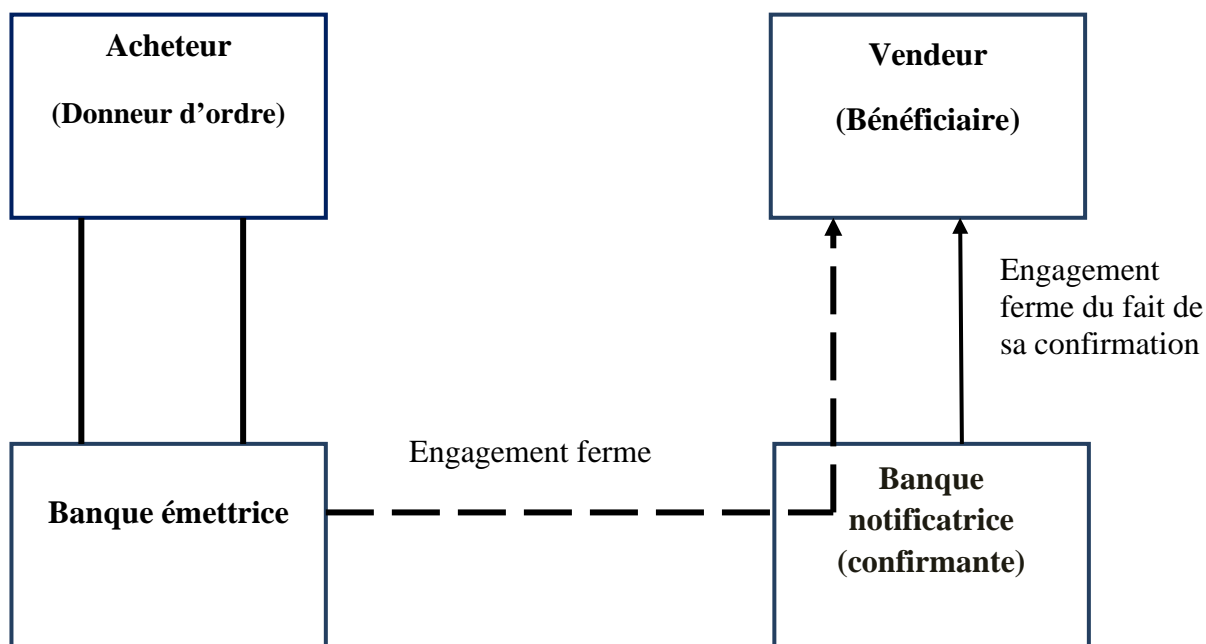 Acheteur
(Donneur d’ordre)
Vendeur
(Bénéficiaire)
Engagement
ferme du fait de
sa confirmation
Engagement ferme
Banque émettrice
Banque
notificatrice
(confirmante)